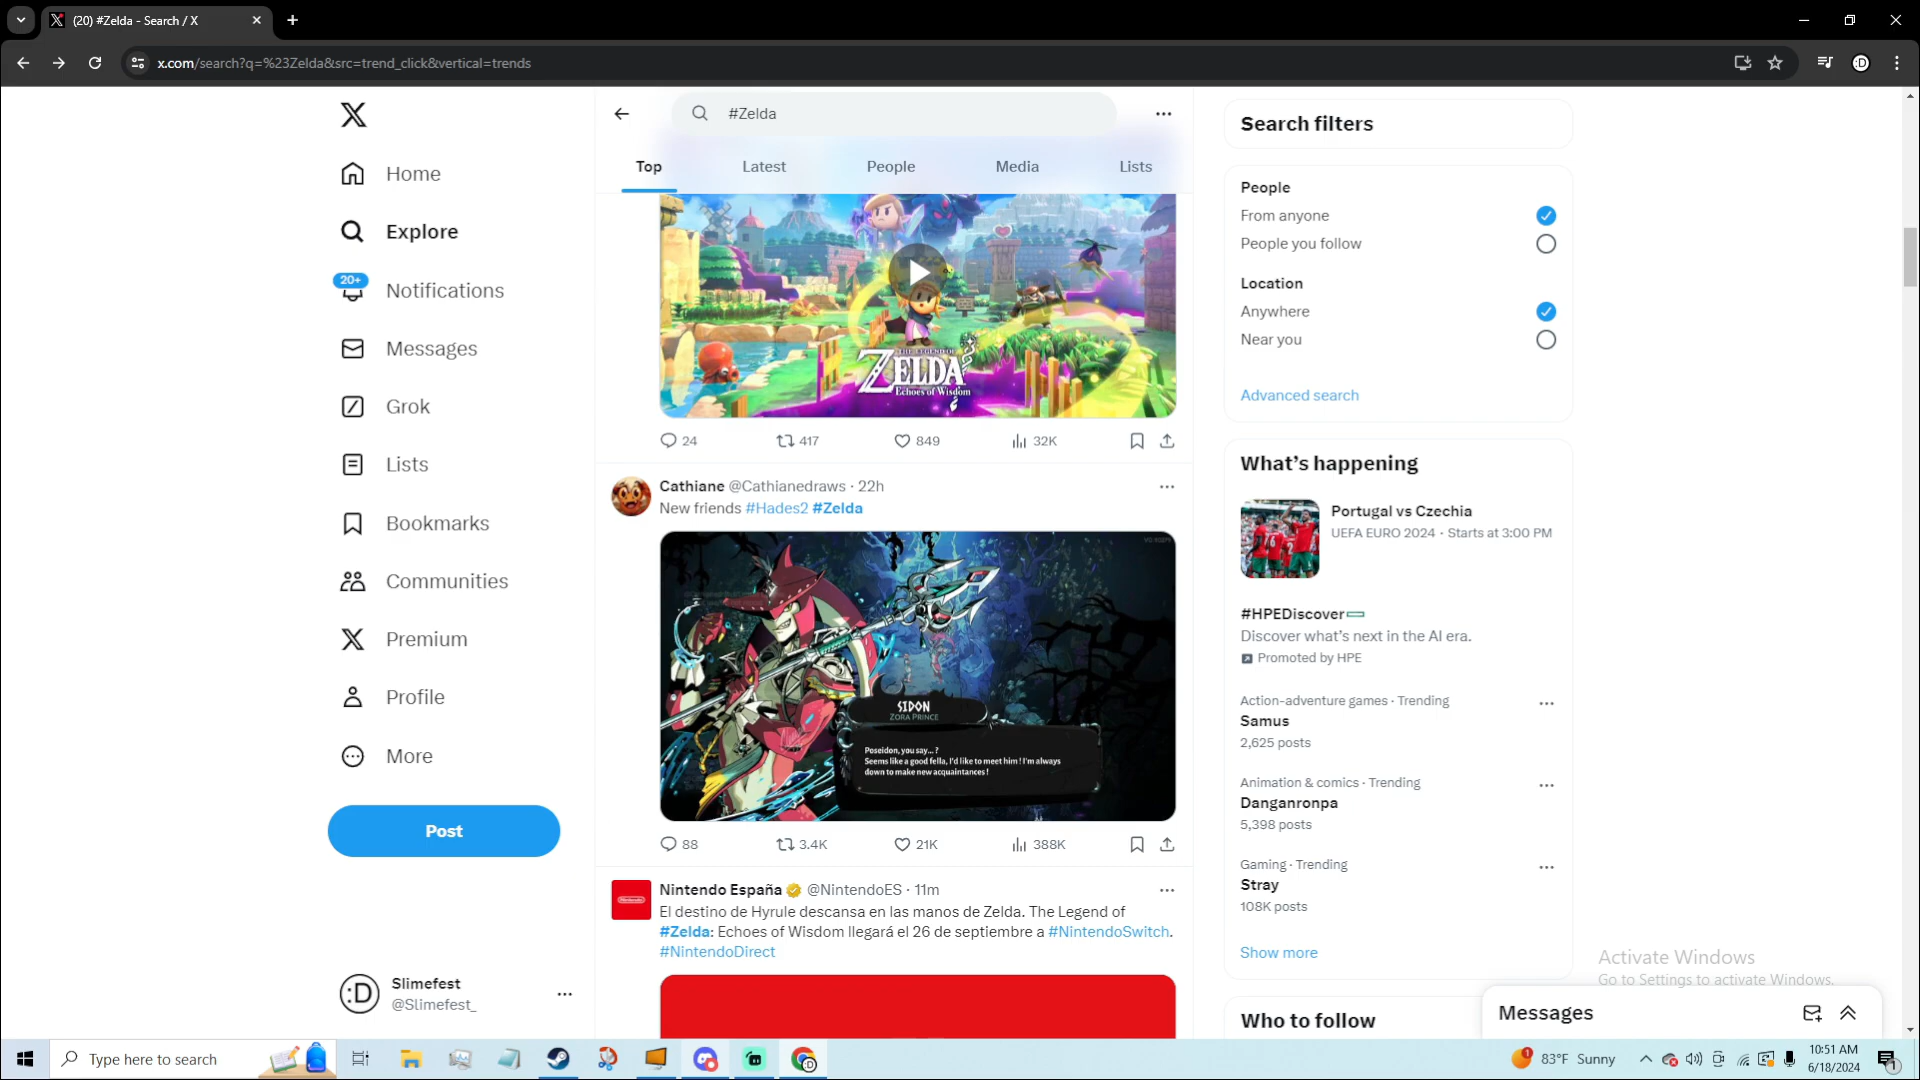 (20) #Zelda - Search / X
x.com/search?q=%23Zelda&src=trend_click&vertical=trends
#Zelda
Top
Latest
People
Media
Lists
Home
Explore
20+
Notifications
Messages
Grok
Lists
Bookmarks
Communities
Premium
Profile
More
Post
Slimefest
@Slimefest_
:D
THE LEGEND OF
ZELDA
Echoes of Wisdom
24
417
849
32K
Cathiane @Cathianedraws · 22h
New friends #Hades2 #Zelda
SIDON
ZORA PRINCE
Poseidon, you say... ?
Seems like a good fella, I'd like to meet him ! I'm always
down to make new acquaintances !
88
3.4K
21K
388K
Nintendo España @NintendoES · 11m
El destino de Hyrule descansa en las manos de Zelda. The Legend of
#Zelda: Echoes of Wisdom llegará el 26 de septiembre a #NintendoSwitch.
#NintendoDirect
Search filters
People
From anyone
People you follow
Location
Anywhere
Near you
Advanced search
What's happening
Portugal vs Czechia
UEFA EURO 2024 · Starts at 3:00 PM
#HPEDiscover
Discover what's next in the AI era.
Promoted by HPE
Action-adventure games · Trending
Samus
2,625 posts
Animation & comics · Trending
Danganronpa
5,398 posts
Gaming · Trending
Stray
108K posts
Show more
Who to follow
Activate Windows
Go to Settings to activate Windows.
Messages
Type here to search
83°F Sunny
10:51 AM
6/18/2024